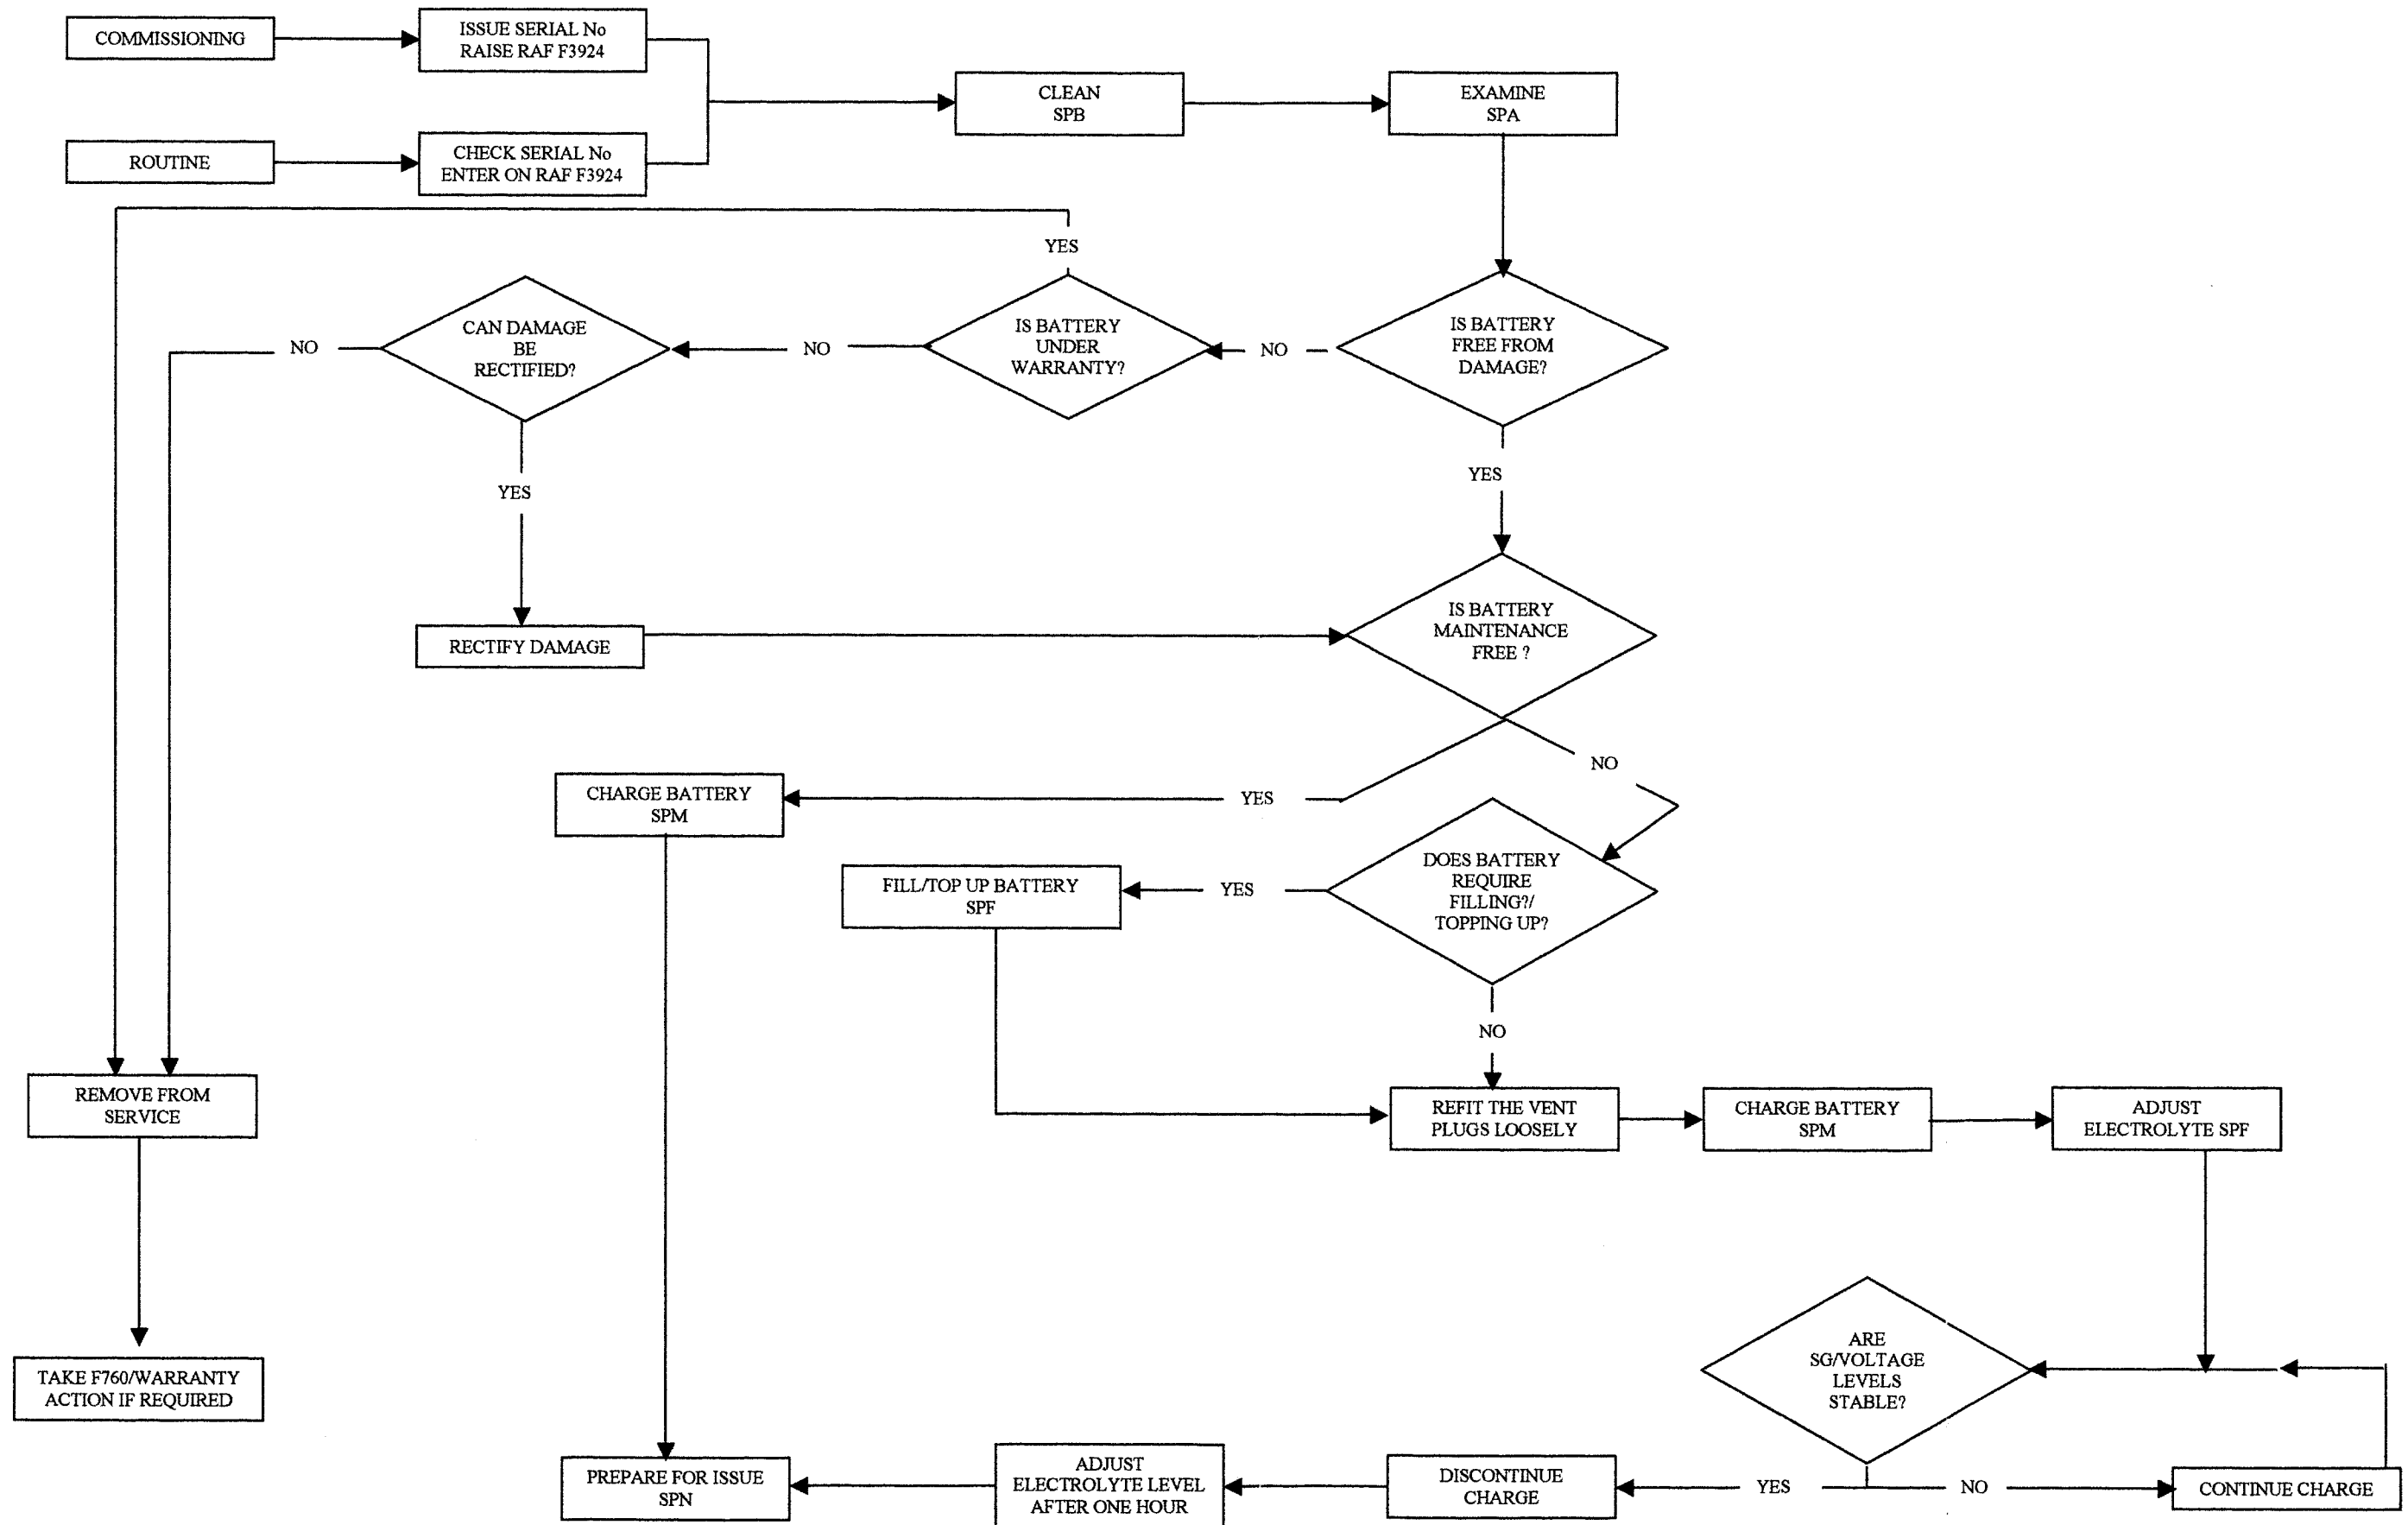 COMMISSIONING
ISSUE SERIAL No
RAISE RAF F3924
CLEAN
SPB
EXAMINE
SPA
ROUTINE
CHECK SERIAL No
ENTER ON RAF F3924
YES
NO
CAN DAMAGE
BE
RECTIFIED?
NO
IS BATTERY
UNDER
WARRANTY?
NO
IS BATTERY
FREE FROM
DAMAGE?
YES
YES
RECTIFY DAMAGE
IS BATTERY
MAINTENANCE
FREE ?
NO
CHARGE BATTERY
SPM
YES
FILL/TOP UP BATTERY
SPF
YES
DOES BATTERY
REQUIRE
FILLING?/
TOPPING UP?
NO
REMOVE FROM
SERVICE
REFIT THE VENT
PLUGS LOOSELY
CHARGE BATTERY
SPM
ADJUST
ELECTROLYTE SPF
TAKE F760/WARRANTY
ACTION IF REQUIRED
ARE
SG/VOLTAGE
LEVELS
STABLE?
PREPARE FOR ISSUE
SPN
ADJUST
ELECTROLYTE LEVEL
AFTER ONE HOUR
DISCONTINUE
CHARGE
YES
NO
CONTINUE CHARGE